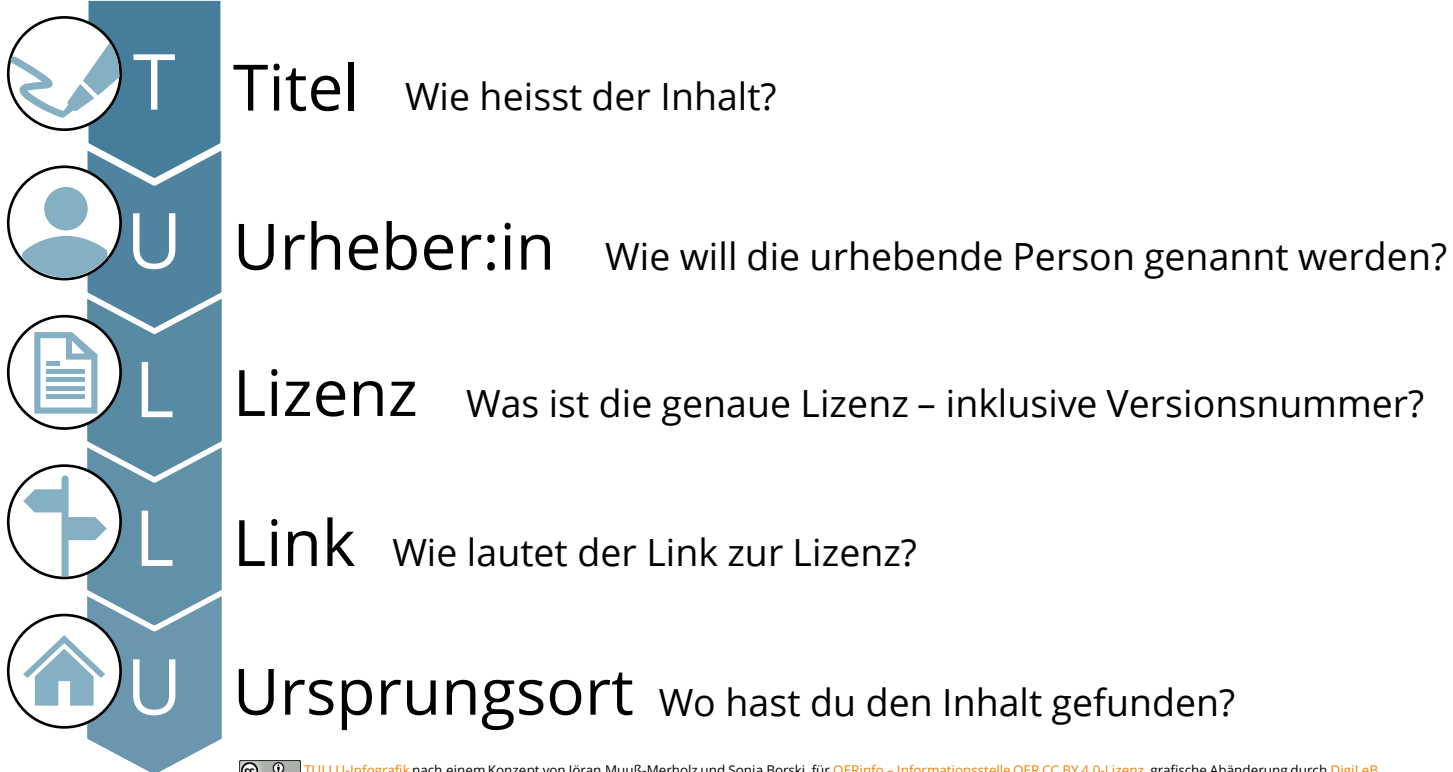 T Titel Wie heisst der Inhalt?
U Urheber:in Wie will die urhebende Person genannt werden?
L Lizenz Was ist die genaue Lizenz – inklusive Versionsnummer?
L Link Wie lautet der Link zur Lizenz?
U Ursprungsort Wo hast du den Inhalt gefunden?
cc TULLU-Infografik nach einem Konzept von Jöran Muuß-Merholz und Sonja Borski für OERinfo – Informationsstelle OER CC BY 4.0-Lizenz, grafische Abänderung durch DigiLeB